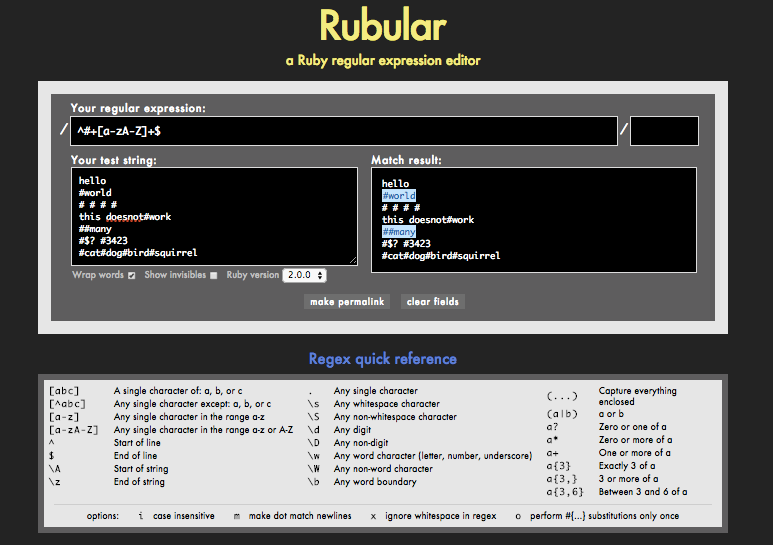 Rubular
a Ruby regular expression editor
Your regular expression:
/ ^#+[a-zA-Z]+$ /
Your test string:
hello
#world
# # # #
this doesnot#work
##many
#$? #3423
#cat#dog#bird#squirrel
Match result:
hello
#world
# # # #
this doesnot#work
##many
#$? #3423
#cat#dog#bird#squirrel
Wrap words Show invisibles Ruby version 2.0.0
make permalink clear fields
Regex quick reference
[abc] A single character of: a, b, or c
[^abc] Any single character except: a, b, or c
[a-z] Any single character in the range a-z
[a-zA-Z] Any single character in the range a-z or A-Z
^ Start of line
$ End of line
\A Start of string
\z End of string
. Any single character
\s Any whitespace character
\S Any non-whitespace character
\d Any digit
\D Any non-digit
\w Any word character (letter, number, underscore)
\W Any non-word character
\b Any word boundary
(...) Capture everything
enclosed
(a|b) a or b
a? Zero or one of a
a* Zero or more of a
a+ One or more of a
a{3} Exactly 3 of a
a{3,} 3 or more of a
a{3,6} Between 3 and 6 of a
options: i case insensitive m make dot match newlines x ignore whitespace in regex o perform #{...} substitutions only once